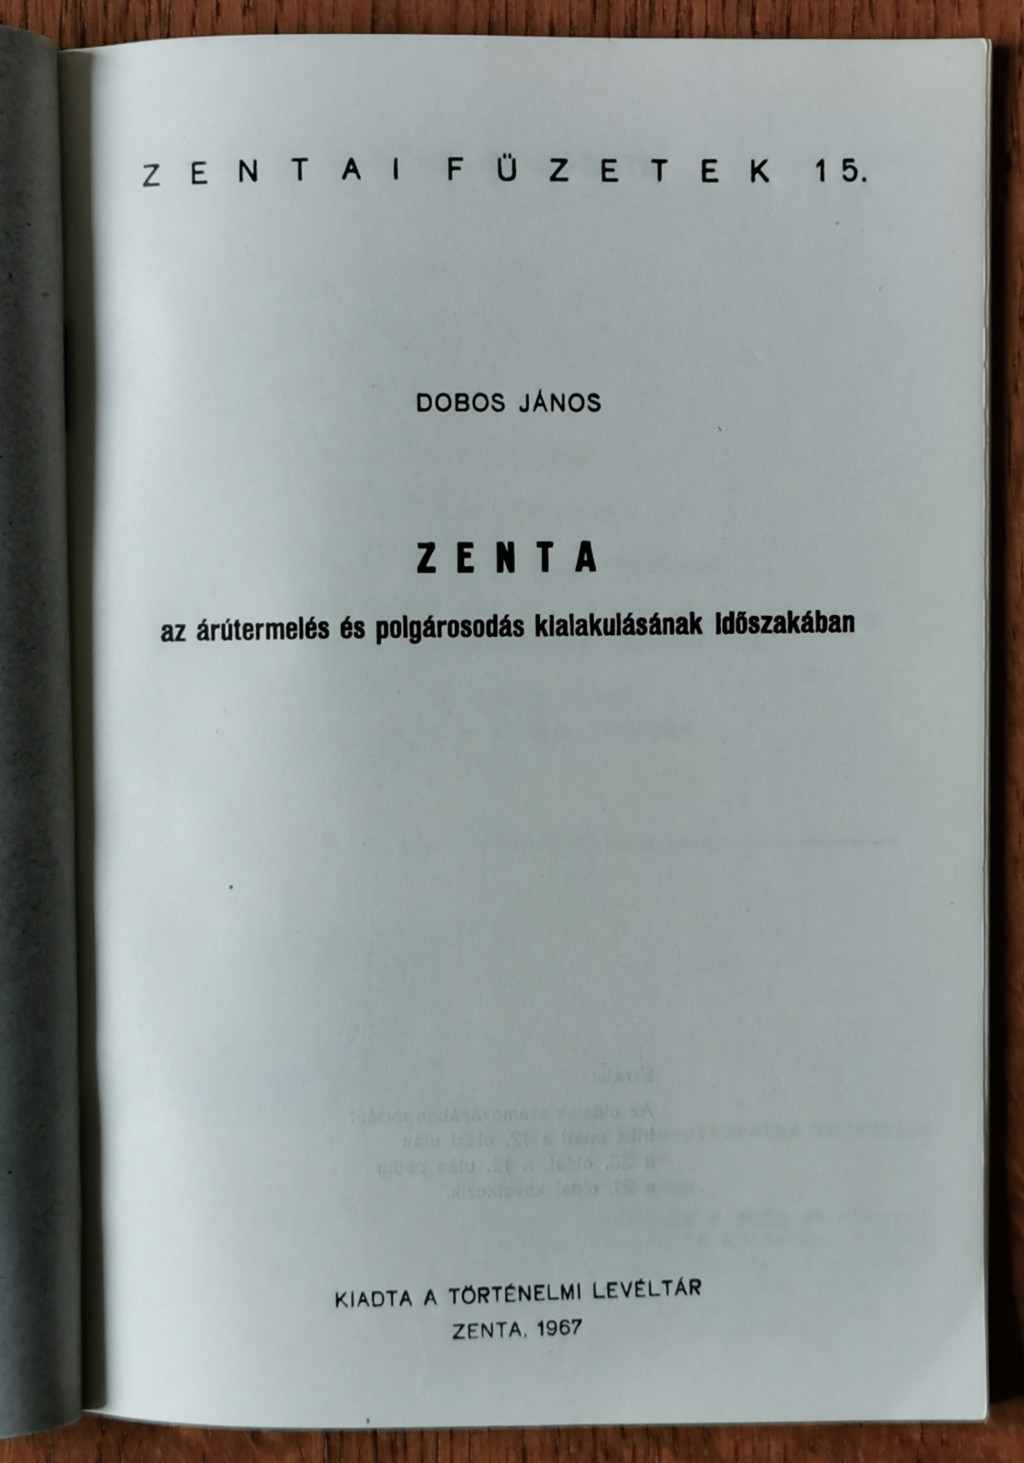 ZENTAI FÜZETEK 15.
DOBOS JÁNOS
ZENTA
az árútermelés és polgárosodás kialakulásának Időszakában
KIADTA A TÖRTÉNELMI LEVÉLTÁR
ZENTA, 1967